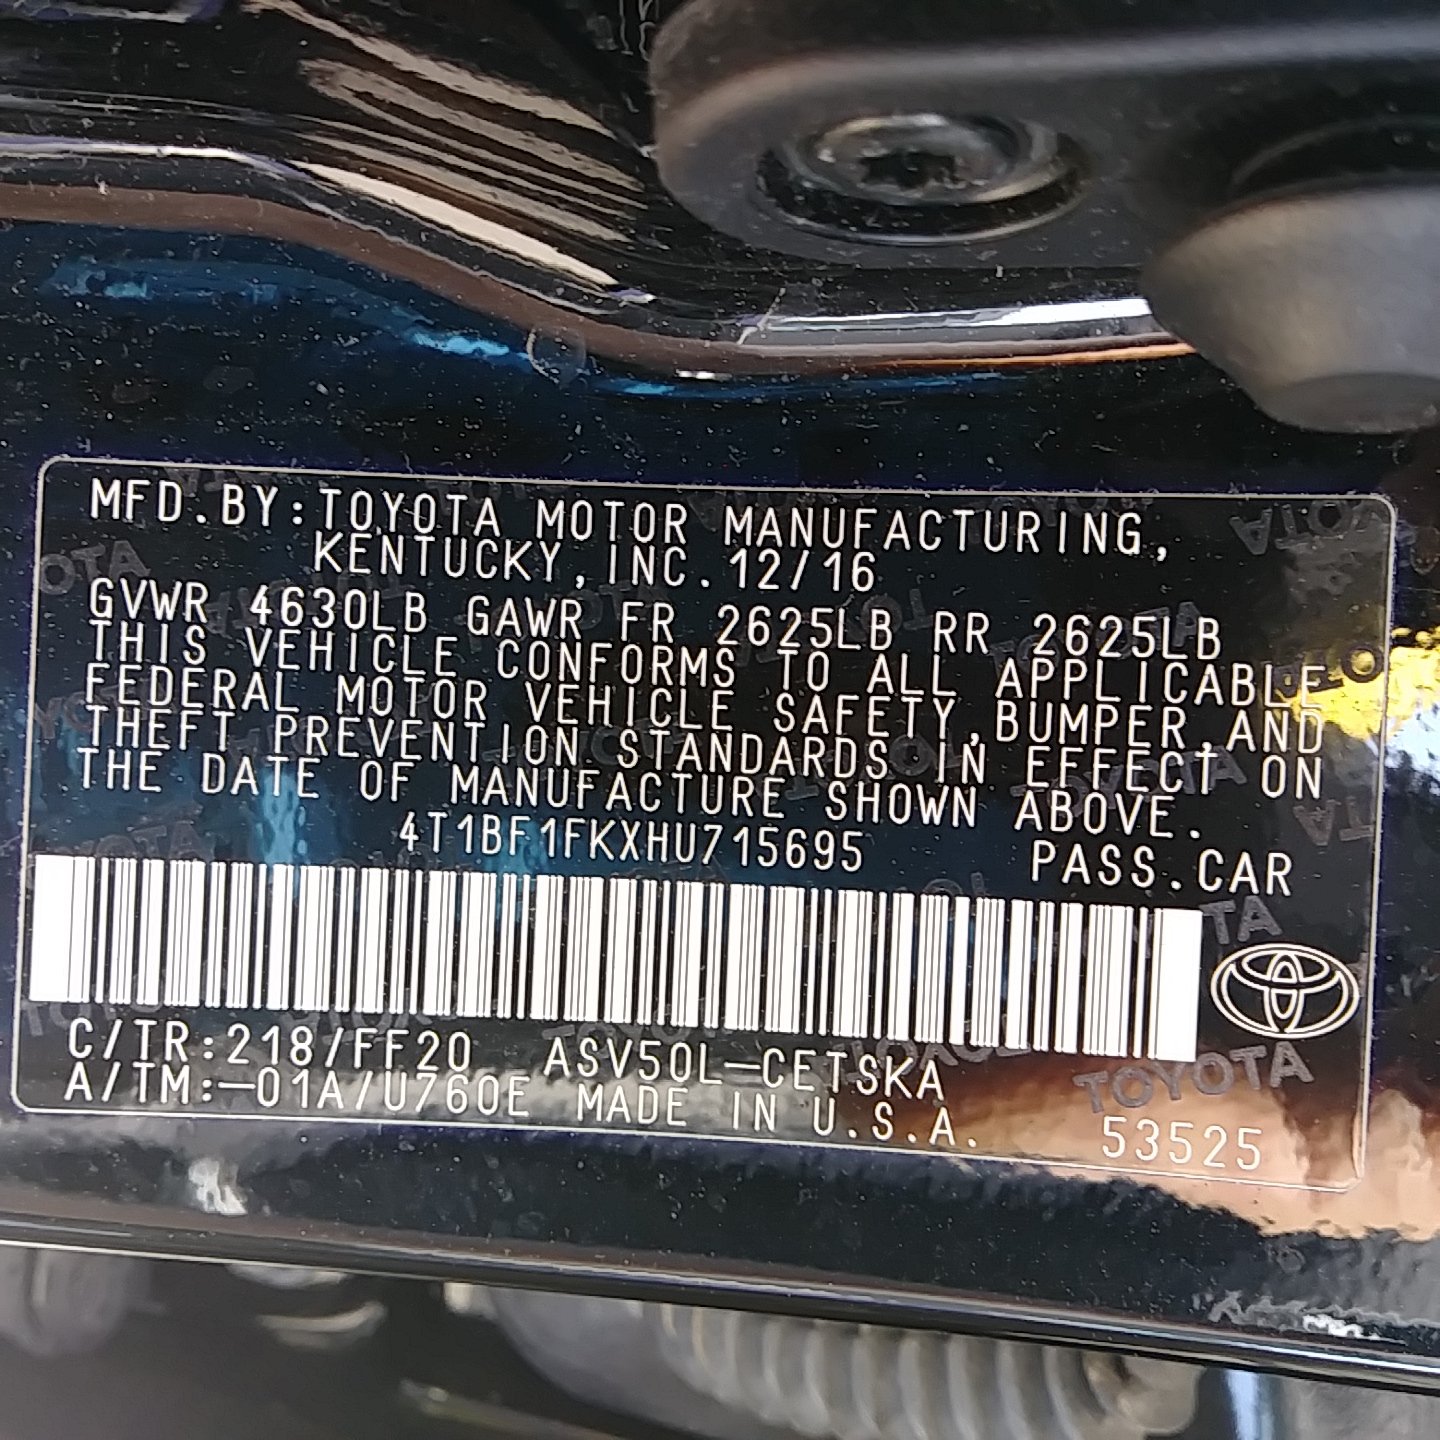 MFD.BY:TOYOTA MOTOR MANUFACTURING,
KENTUCKY, INC. 12/16
GVWR 4630LB GAWR FR 2625LB RR 2625LB
THIS VEHICLE CONFORMS TO ALL APPLICABLE
FEDERAL MOTOR VEHICLE SAFETY, BUMPER, AND
THEFT PREVENTION STANDARDS IN EFFECT ON
THE DATE OF MANUFACTURE SHOWN ABOVE.
4T1BF1FKXHU715695 PASS.CAR
C/TR:218/FF20 ASV50L-CETSKA
A/TM:-01A/U760E MADE IN U.S.A. 53525
TOYOTA